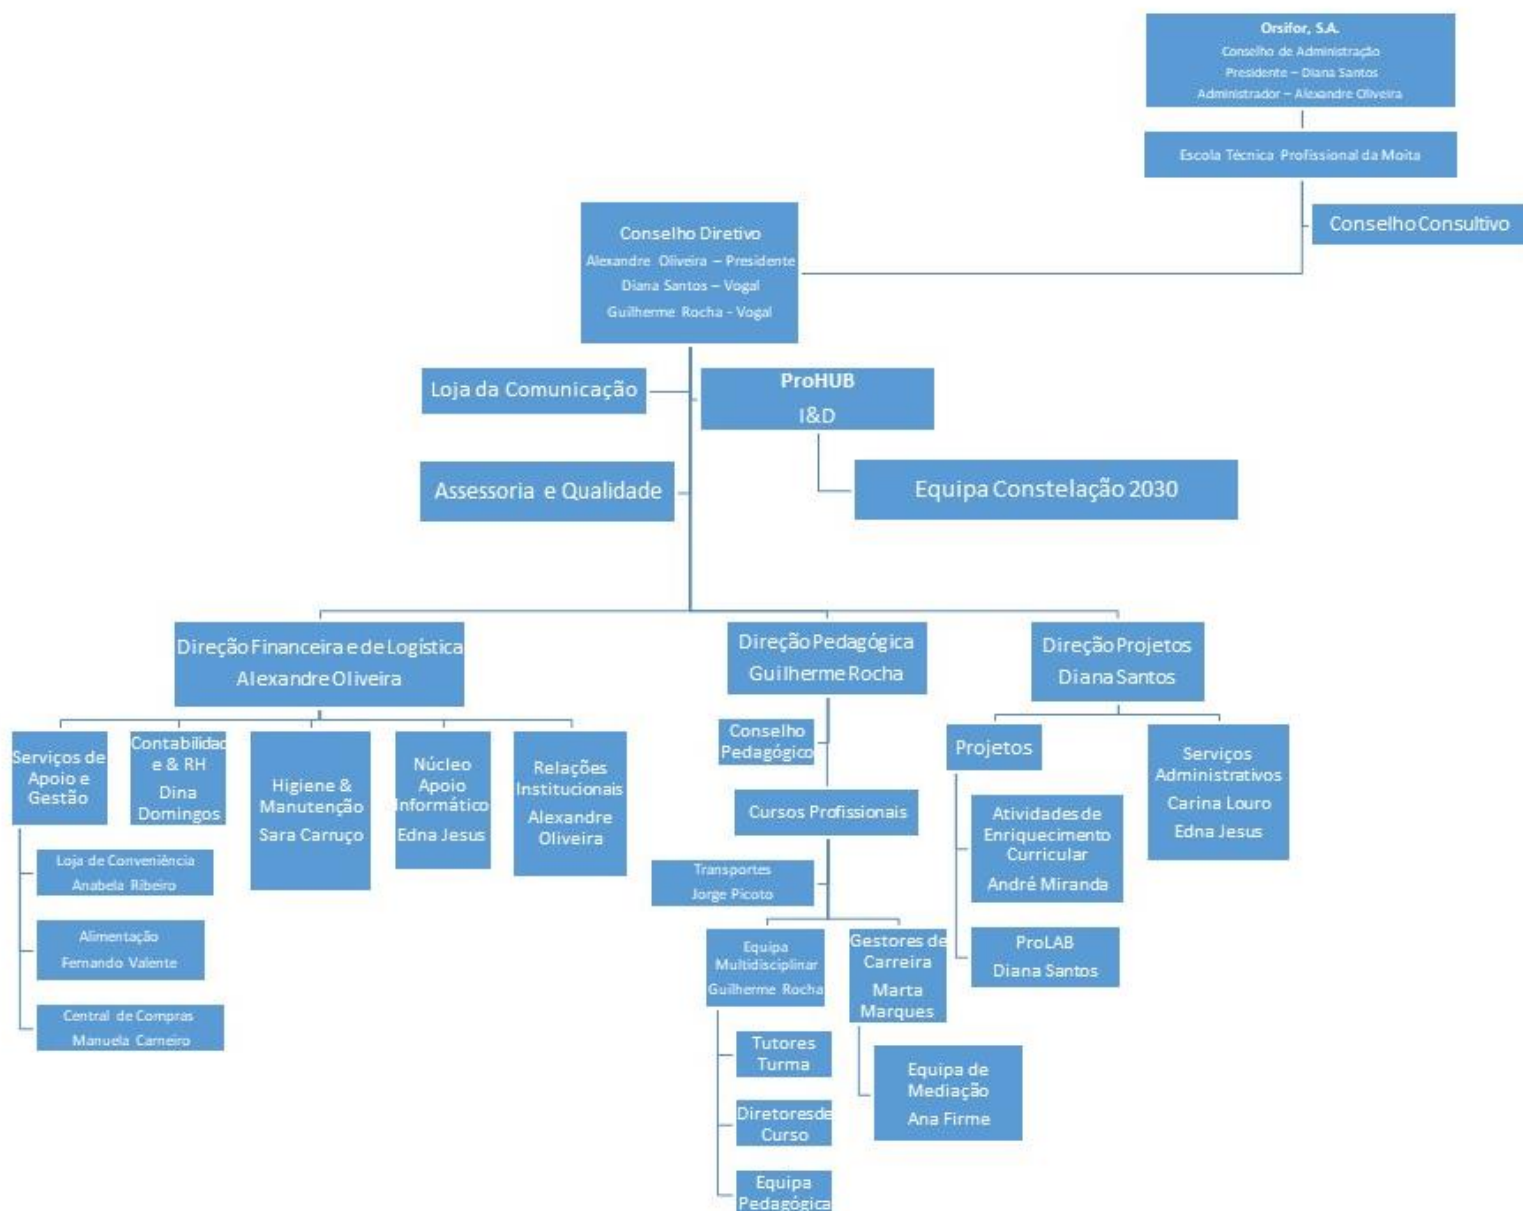 Orsifor, S.A.
Conselho de Administração
Presidente – Diana Santos
Administrador – Alexandre Oliveira
Escola Técnica Profissional da Moita
Conselho Consultivo
Conselho Diretivo
Alexandre Oliveira – Presidente
Diana Santos – Vogal
Guilherme Rocha - Vogal
Loja da Comunicação
ProHUB
I&D
Assessoria e Qualidade
Equipa Constelação 2030
Direção Financeira e de Logística
Alexandre Oliveira
Direção Pedagógica
Guilherme Rocha
Direção Projetos
Diana Santos
Serviços de
Apoio e
Gestão
Contabilidad
e & RH
Dina
Domingos
Higiene &
Manutenção
Sara Carruço
Núcleo
Apoio
Informático
Edna Jesus
Relações
Institucionais
Alexandre
Oliveira
Loja de Conveniência
Anabela Ribeiro
Alimentação
Fernando Valente
Central de Compras
Manuela Carneiro
Conselho
Pedagógico
Cursos Profissionais
Transportes
Jorge Picoto
Equipa
Multidisciplinar
Guilherme Rocha
Tutores
Turma
Diretores de
Curso
Equipa
Pedagógica
Gestores de
Carreira
Marta
Marques
Equipa de
Mediação
Ana Firme
Projetos
Atividades de
Enriquecimento
Curricular
André Miranda
ProLAB
Diana Santos
Serviços
Administrativos
Carina Louro
Edna Jesus